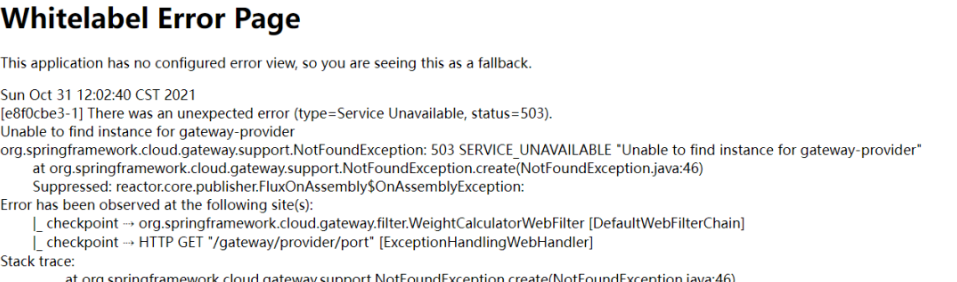 Whitelabel Error Page
This application has no configured error view, so you are seeing this as a fallback.
Sun Oct 31 12:02:40 CST 2021
[e8f0cbe3-1] There was an unexpected error (type=Service Unavailable, status=503).
Unable to find instance for gateway-provider
org.springframework.cloud.gateway.support.NotFoundException: 503 SERVICE_UNAVAILABLE "Unable to find instance for gateway-provider"
at org.springframework.cloud.gateway.support.NotFoundException.create(NotFoundException.java:46)
Suppressed: reactor.core.publisher.FluxOnAssembly$OnAssemblyException:
Error has been observed at the following site(s):
|_ checkpoint → org.springframework.cloud.gateway.filter.WeightCalculatorWebFilter [DefaultWebFilterChain]
|_ checkpoint → HTTP GET "/gateway/provider/port" [ExceptionHandlingWebHandler]
Stack trace:
at org.springframework.cloud.gateway.support.NotFoundException.create(NotFoundException.java:46)